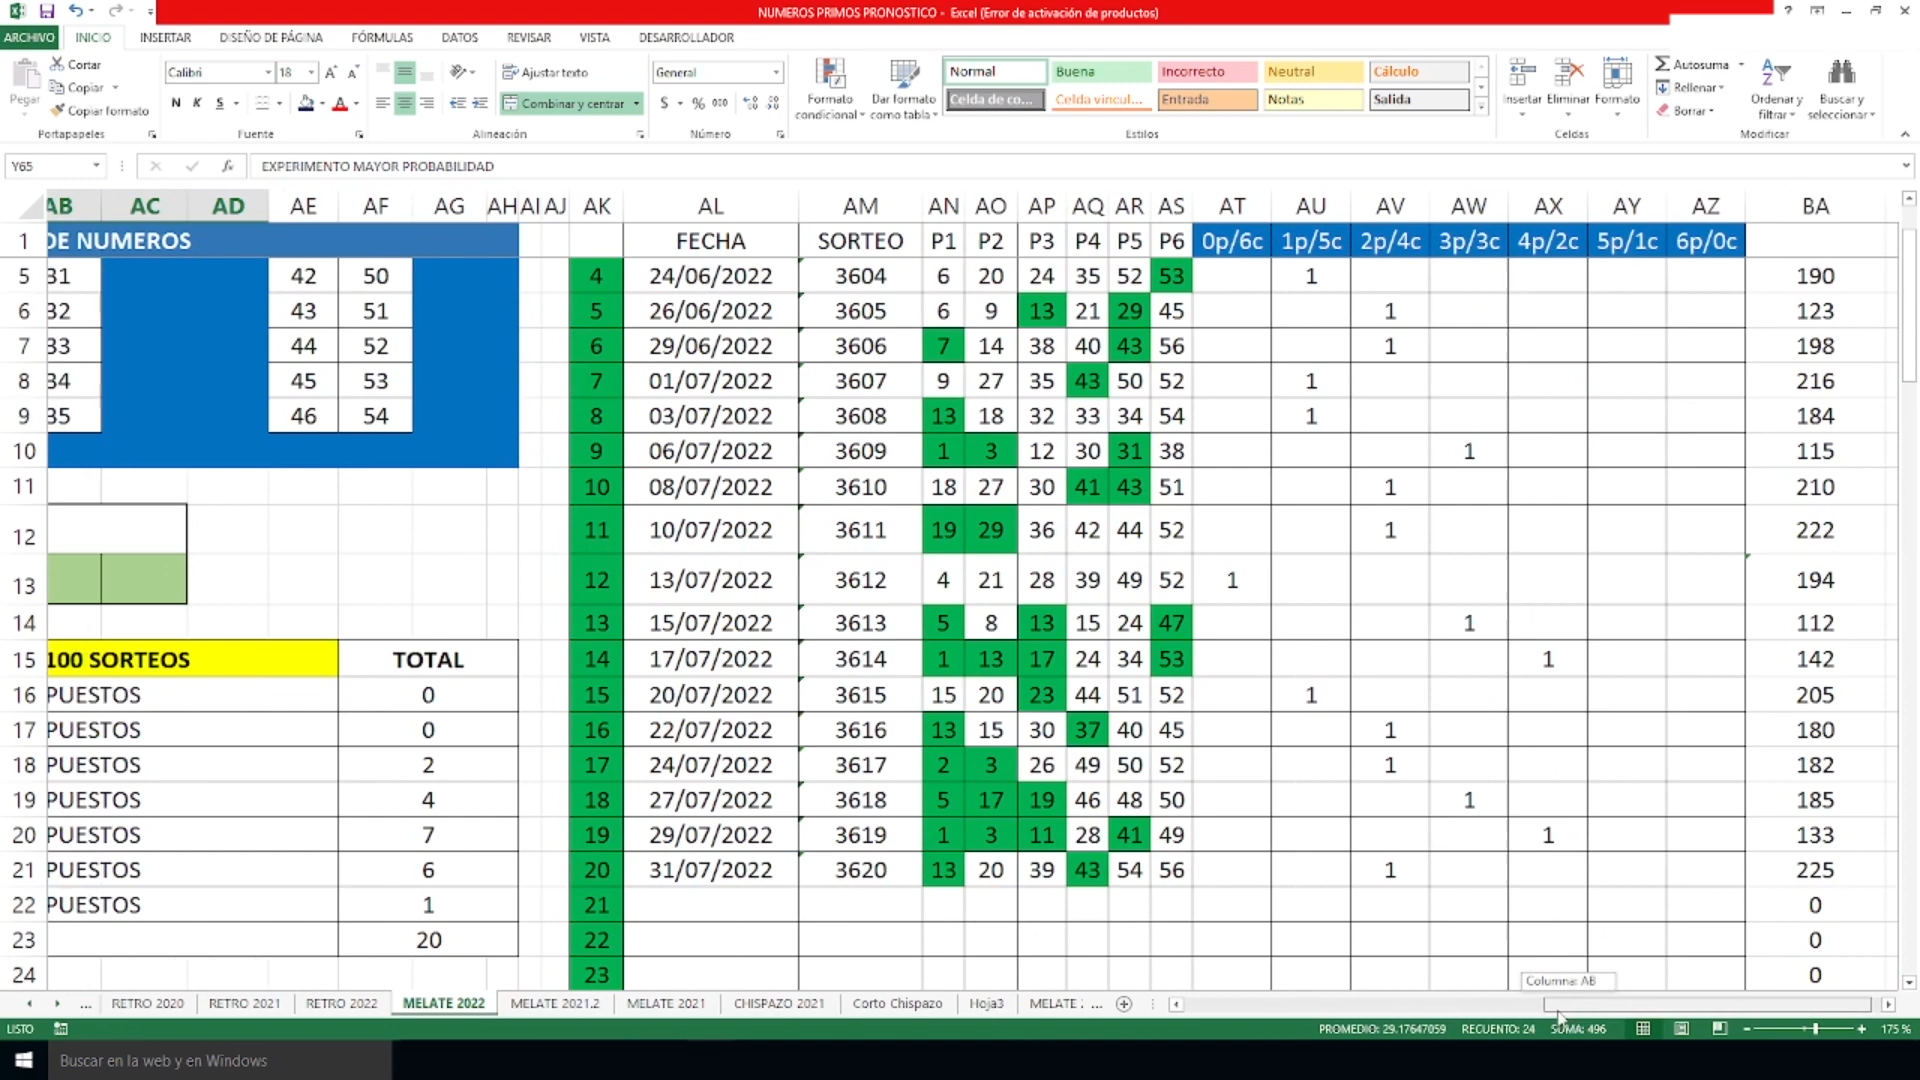 NUMEROS PRIMOS PRONOSTICO - Excel (Error de activación de productos)
ARCHIVO INICIO INSERTAR DISEÑO DE PÁGINA FÓRMULAS DATOS REVISAR VISTA DESARROLLADOR
Pegar Cortar Copiar Copiar formato Portapapeles
Calibri 18 N K S Fuente
Ajustar texto Combinar y centrar Alineación
General $ % 000 Número
Formato condicional Dar formato como tabla
Normal Buena Incorrecto Neutral Cálculo
Celda de co... Celda vincul... Entrada Notas Salida
Estilos
Insertar Eliminar Formato Celdas
Autosuma Rellenar Borrar Ordenar y filtrar Buscar y seleccionar Modificar
Y65 fx EXPERIMENTO MAYOR PROBABILIDAD
AB AC AD AE AF AG AH AI AJ AK AL AM AN AO AP AQ AR AS AT AU AV AW AX AY AZ BA
1 DE NUMEROS FECHA SORTEO P1 P2 P3 P4 P5 P6 0p/6c 1p/5c 2p/4c 3p/3c 4p/2c 5p/1c 6p/0c
5 31 42 50 4 24/06/2022 3604 6 20 24 35 52 53 1 190
6 32 43 51 5 26/06/2022 3605 6 9 13 21 29 45 1 123
7 33 44 52 6 29/06/2022 3606 7 14 38 40 43 56 1 198
8 34 45 53 7 01/07/2022 3607 9 27 35 43 50 52 1 216
9 35 46 54 8 03/07/2022 3608 13 18 32 33 34 54 1 184
10 9 06/07/2022 3609 1 3 12 30 31 38 1 115
11 10 08/07/2022 3610 18 27 30 41 43 51 1 210
12 11 10/07/2022 3611 19 29 36 42 44 52 1 222
13 12 13/07/2022 3612 4 21 28 39 49 52 1 194
14 13 15/07/2022 3613 5 8 13 15 24 47 1 112
15 100 SORTEOS TOTAL 14 17/07/2022 3614 1 13 17 24 34 53 1 142
16 PUESTOS 0 15 20/07/2022 3615 15 20 23 44 51 52 1 205
17 PUESTOS 0 16 22/07/2022 3616 13 15 30 37 40 45 1 180
18 PUESTOS 2 17 24/07/2022 3617 2 3 26 49 50 52 1 182
19 PUESTOS 4 18 27/07/2022 3618 5 17 19 46 48 50 1 185
20 PUESTOS 7 19 29/07/2022 3619 1 3 11 28 41 49 1 133
21 PUESTOS 6 20 31/07/2022 3620 13 20 39 43 54 56 1 225
22 PUESTOS 1 21 0
23 20 22 0
24 23 0
Columna: AB
... RETRO 2020 RETRO 2021 RETRO 2022 MELATE 2022 MELATE 2021.2 MELATE 2021 CHISPAZO 2021 Corto Chispazo Hoja3 MELATE : ...
LISTO PROMEDIO: 29.17647059 RECUENTO: 24 SUMA: 496 175 %
Buscar en la web y en Windows